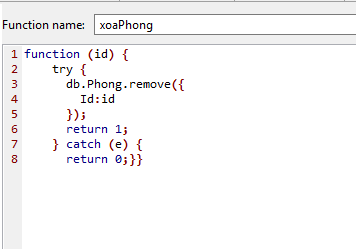 Function name: xoaPhong
1 function (id) {
2 try {
3 db.Phong.remove({
4 Id:id
5 });
6 return 1;
7 } catch (e) {
8 return 0;}}